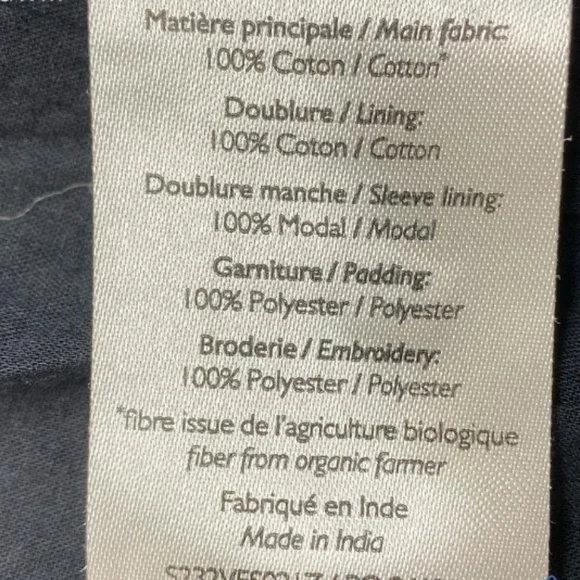 Matière principale / Main fabric:
100% Coton / Cotton*
Doublure / Lining:
100% Coton / Cotton
Doublure manche / Sleeve lining:
100% Modal / Modal
Garniture / Padding:
100% Polyester / Polyester
Broderie / Embroidery:
100% Polyester / Polyester
*fibre issue de l'agriculture biologique
fiber from organic farmer
Fabriqué en Inde
Made in India